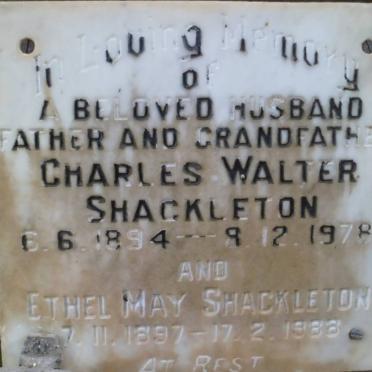 In Loving Memory
of
A BELOVED HUSBAND
FATHER AND GRANDFATHE
CHARLES WALTER
SHACKLETON
6.6.1894 — 9.12.1978
AND
ETHEL MAY SHACKLETON
7.11.1897 – 17.2.1988
AT REST